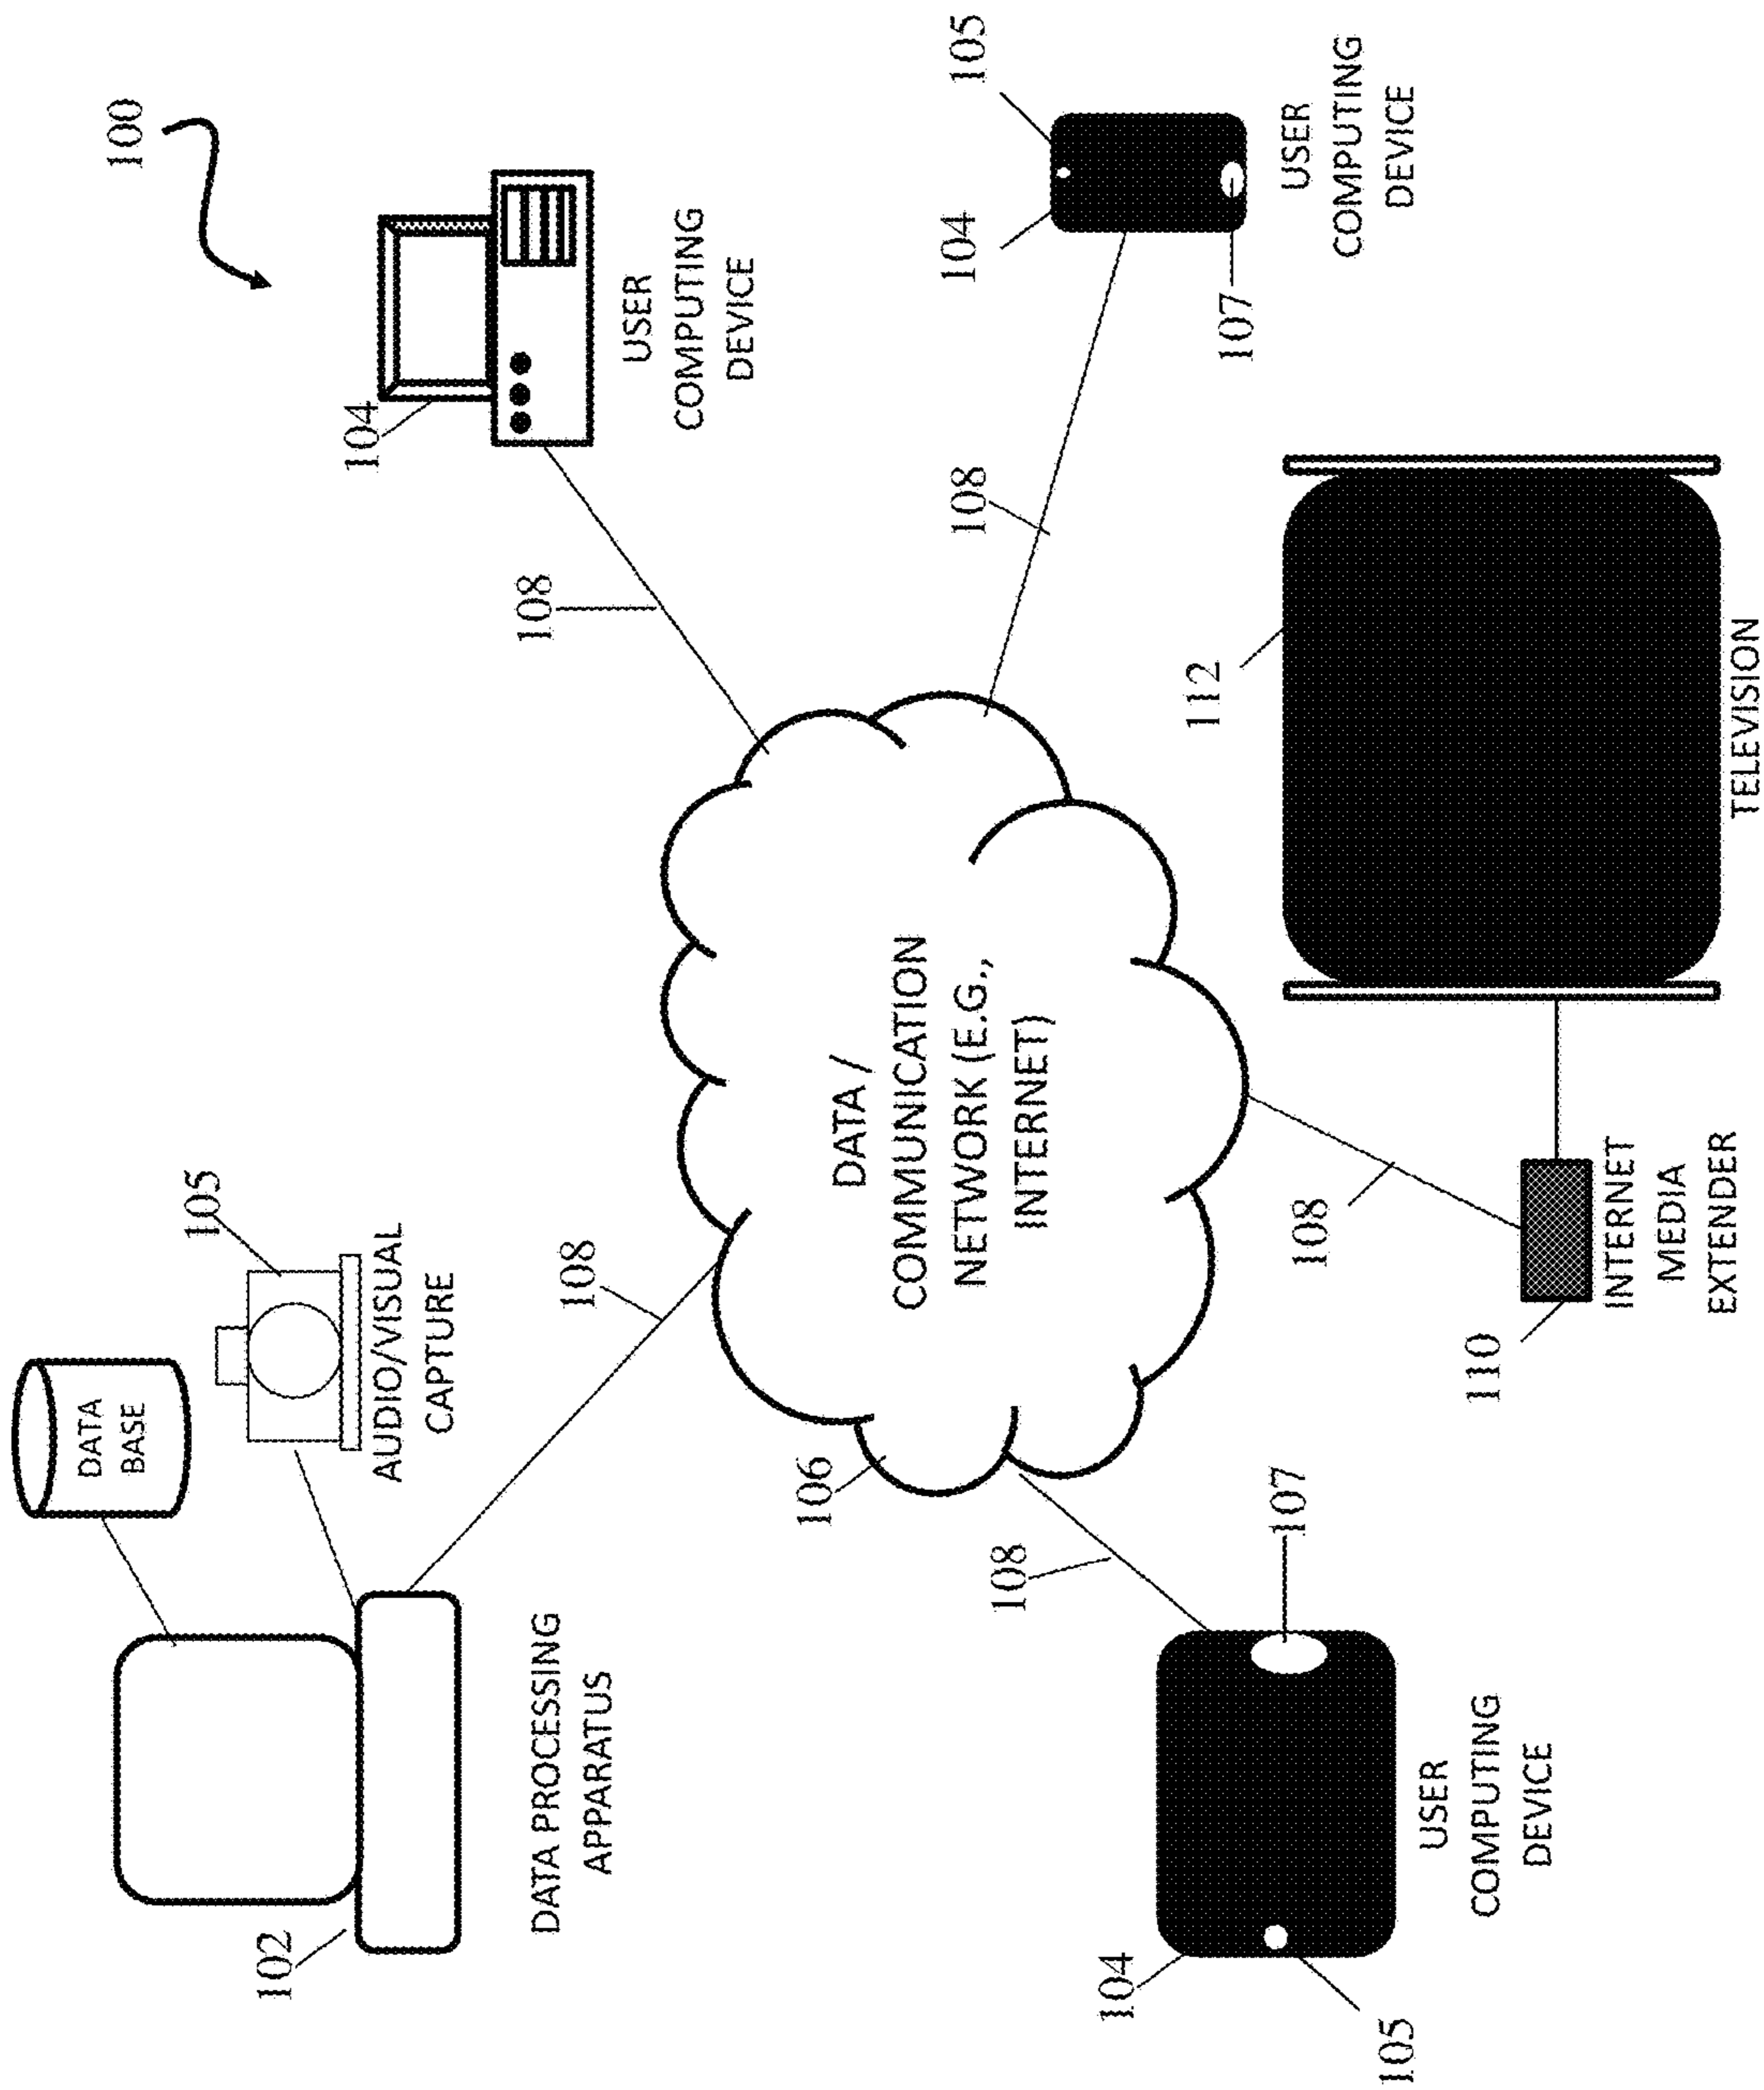 100
DATA
BASE
105
AUDIO/VISUAL
CAPTURE
102
DATA PROCESSING
APPARATUS
104
USER
COMPUTING
DEVICE
108
108
DATA /
COMMUNICATION
NETWORK (E.G.,
INTERNET)
106
108
108
104
105
107
USER
COMPUTING
DEVICE
104
105
107
USER
COMPUTING
DEVICE
108
110
INTERNET
MEDIA
EXTENDER
112
TELEVISION